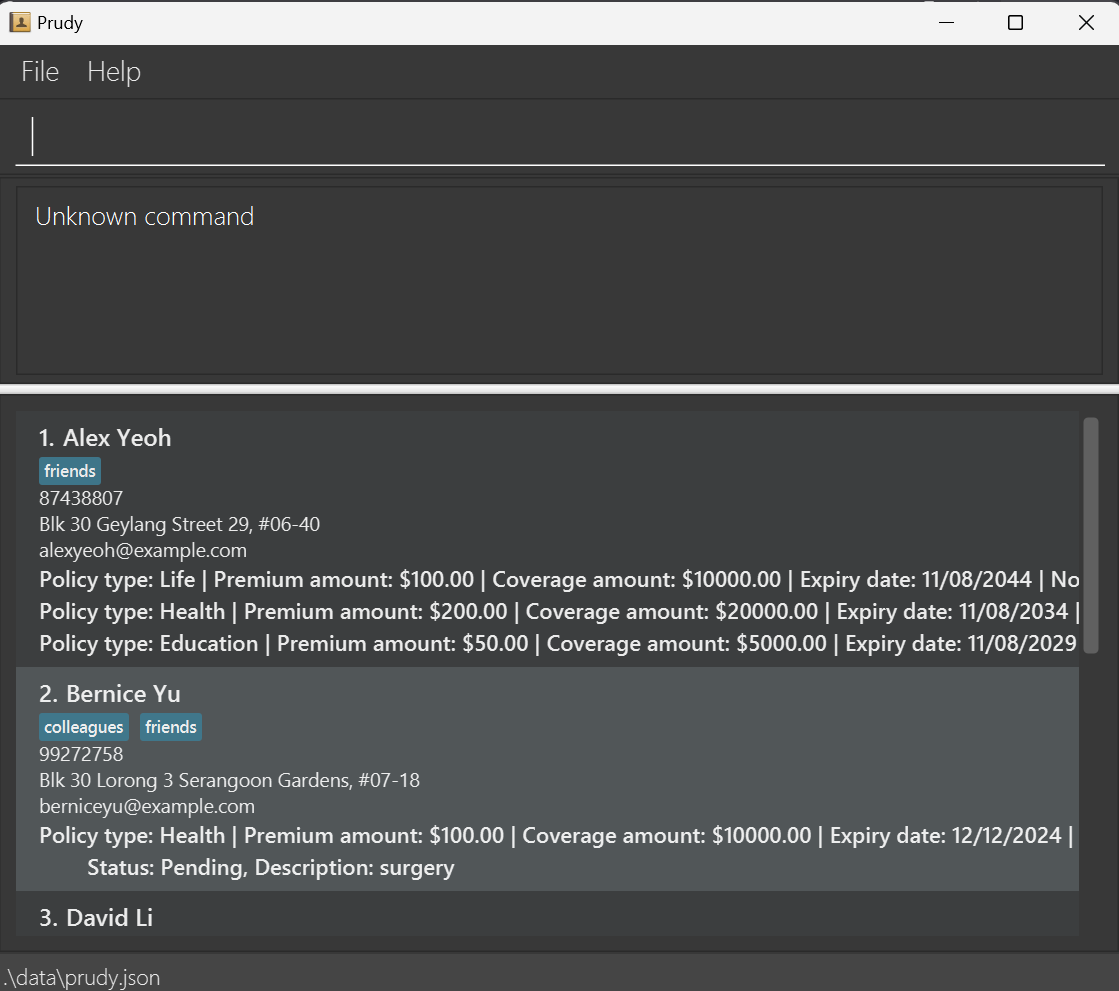 Prudy
File Help
Unknown command
1. Alex Yeoh
friends
87438807
Blk 30 Geylang Street 29, #06-40
alexyeoh@example.com
Policy type: Life | Premium amount: $100.00 | Coverage amount: $10000.00 | Expiry date: 11/08/2044 | No
Policy type: Health | Premium amount: $200.00 | Coverage amount: $20000.00 | Expiry date: 11/08/2034 |
Policy type: Education | Premium amount: $50.00 | Coverage amount: $5000.00 | Expiry date: 11/08/2029
2. Bernice Yu
colleagues friends
99272758
Blk 30 Lorong 3 Serangoon Gardens, #07-18
berniceyu@example.com
Policy type: Health | Premium amount: $100.00 | Coverage amount: $10000.00 | Expiry date: 12/12/2024 |
Status: Pending, Description: surgery
3. David Li
.\data\prudy.json